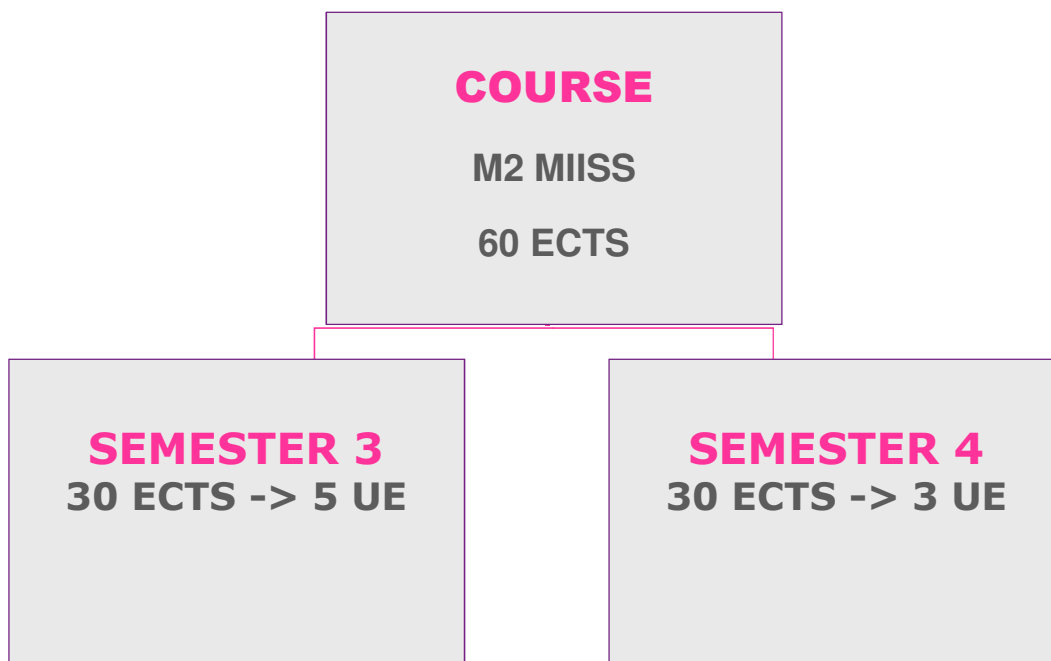 COURSE
M2 MIISS
60 ECTS
SEMESTER 3
30 ECTS -> 5 UE
SEMESTER 4
30 ECTS -> 3 UE